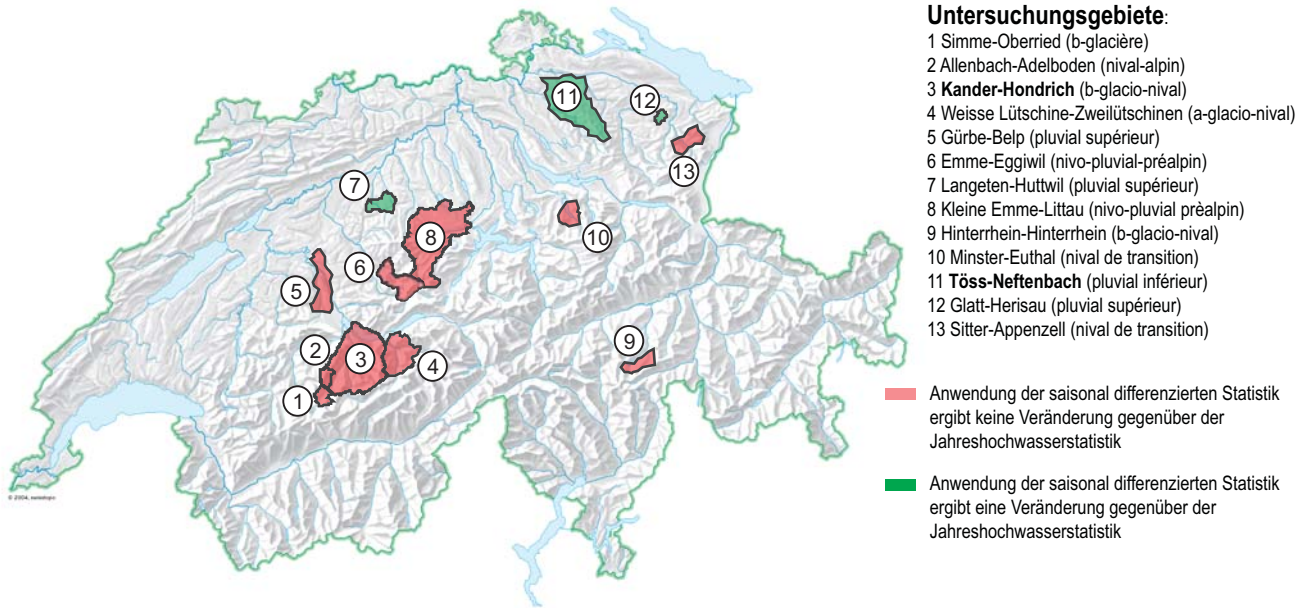 Untersuchungsgebiete:
1 Simme-Oberried (b-glacière)
2 Allenbach-Adelboden (nival-alpin)
3 Kander-Hondrich (b-glacio-nival)
4 Weisse Lütschine-Zweilütschinen (a-glacio-nival)
5 Gürbe-Belp (pluvial supérieur)
6 Emme-Eggiwil (nivo-pluvial-préalpin)
7 Langeten-Huttwil (pluvial supérieur)
8 Kleine Emme-Littau (nivo-pluvial prèalpin)
9 Hinterrhein-Hinterrhein (b-glacio-nival)
10 Minster-Euthal (nival de transition)
11 Töss-Neftenbach (pluvial inférieur)
12 Glatt-Herisau (pluvial supérieur)
13 Sitter-Appenzell (nival de transition)
Anwendung der saisonal differenzierten Statistik
ergibt keine Veränderung gegenüber der
Jahreshochwasserstatistik
Anwendung der saisonal differenzierten Statistik
ergibt eine Veränderung gegenüber der
Jahreshochwasserstatistik
11
12
13
7
10
8
6
5
9
2
3
4
1
© 2004, swisstopo